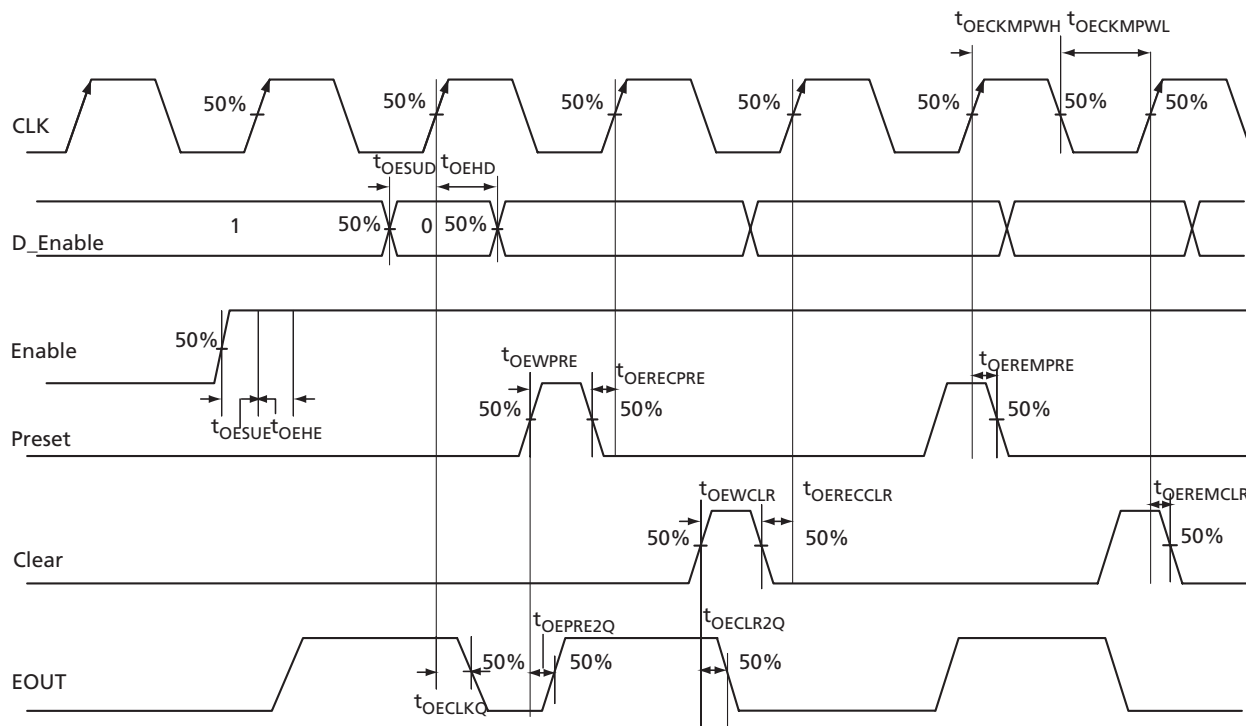 tOECKMPWH tOECKMPWL
CLK 50% 50% 50% 50% 50% 50% 50%
tOESUD tOEHD
D_Enable 1 50% 0 50%
Enable 50%
tOESUE tOEHE
tOEWPRE tOERECPRE tOEREMPRE
Preset 50% 50% 50%
tOEWCLR tOERECCLR tOEREMCLR
Clear 50% 50% 50%
tOEPRE2Q tOECLR2Q
EOUT 50% 50% 50%
tOECLKQ